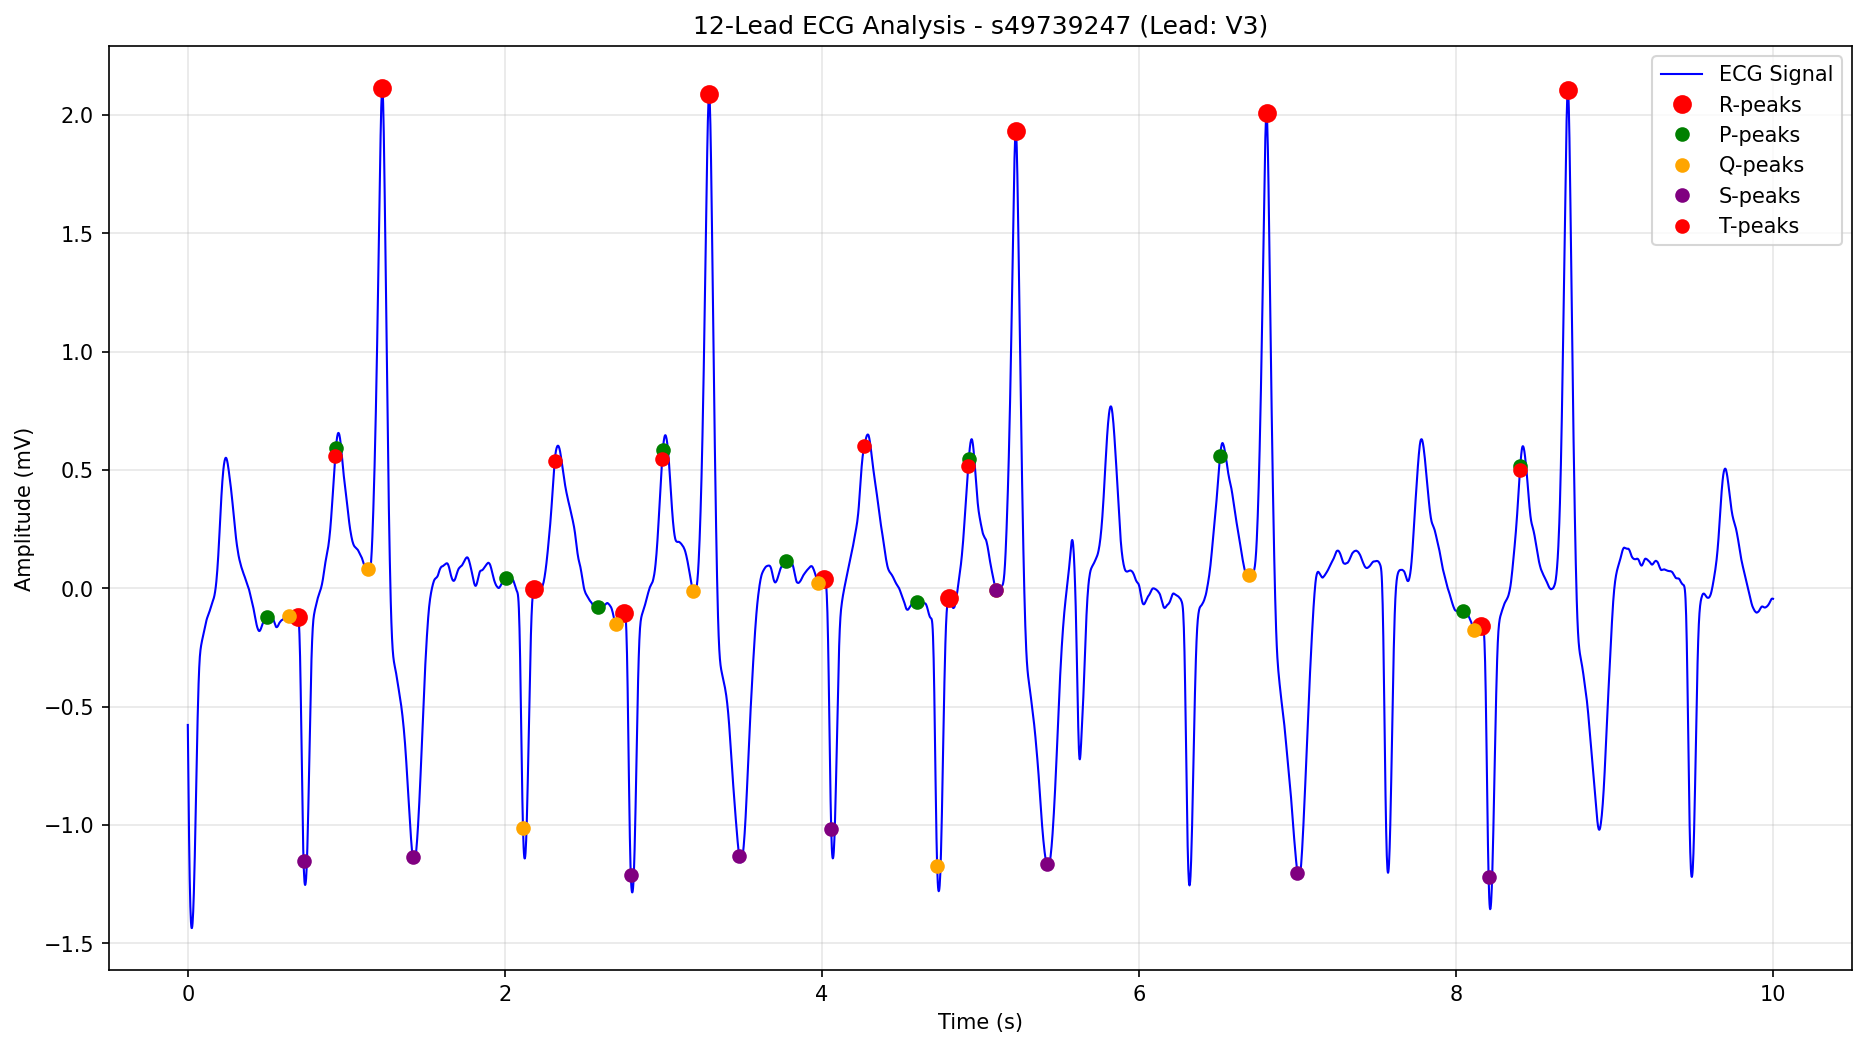 12-Lead ECG Analysis - s49739247 (Lead: V3)
ECG Signal
R-peaks
P-peaks
Q-peaks
S-peaks
T-peaks
Amplitude (mV)
2.0
1.5
1.0
0.5
0.0
−0.5
−1.0
−1.5
0 2 4 6 8 10
Time (s)